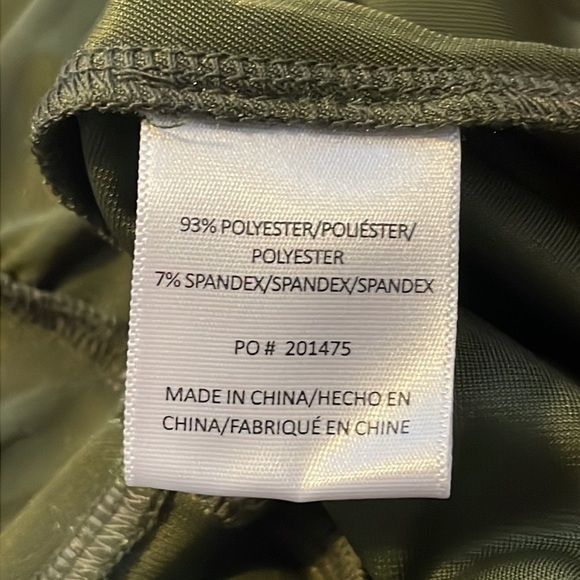 93% POLYESTER/POLIÉSTER/
POLYESTER
7% SPANDEX/SPANDEX/SPANDEX
PO # 201475
MADE IN CHINA/HECHO EN
CHINA/FABRIQUÉ EN CHINE